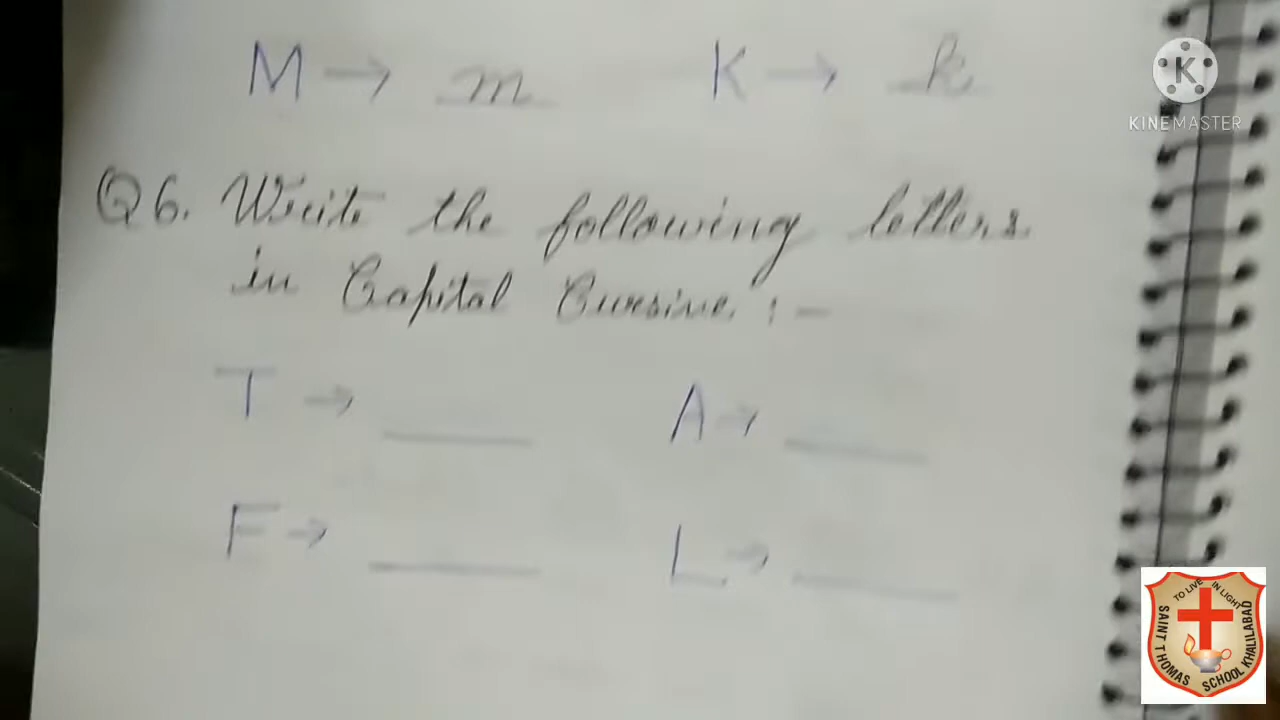 M → m K → k
KINEMASTER
Q6. Write the following letters
in Capital Cursive :-
T → ____ A → ____
F → ____ L → ____
TO LIVE IN LIGHT
SAINT THOMAS SCHOOL KHALILABAD